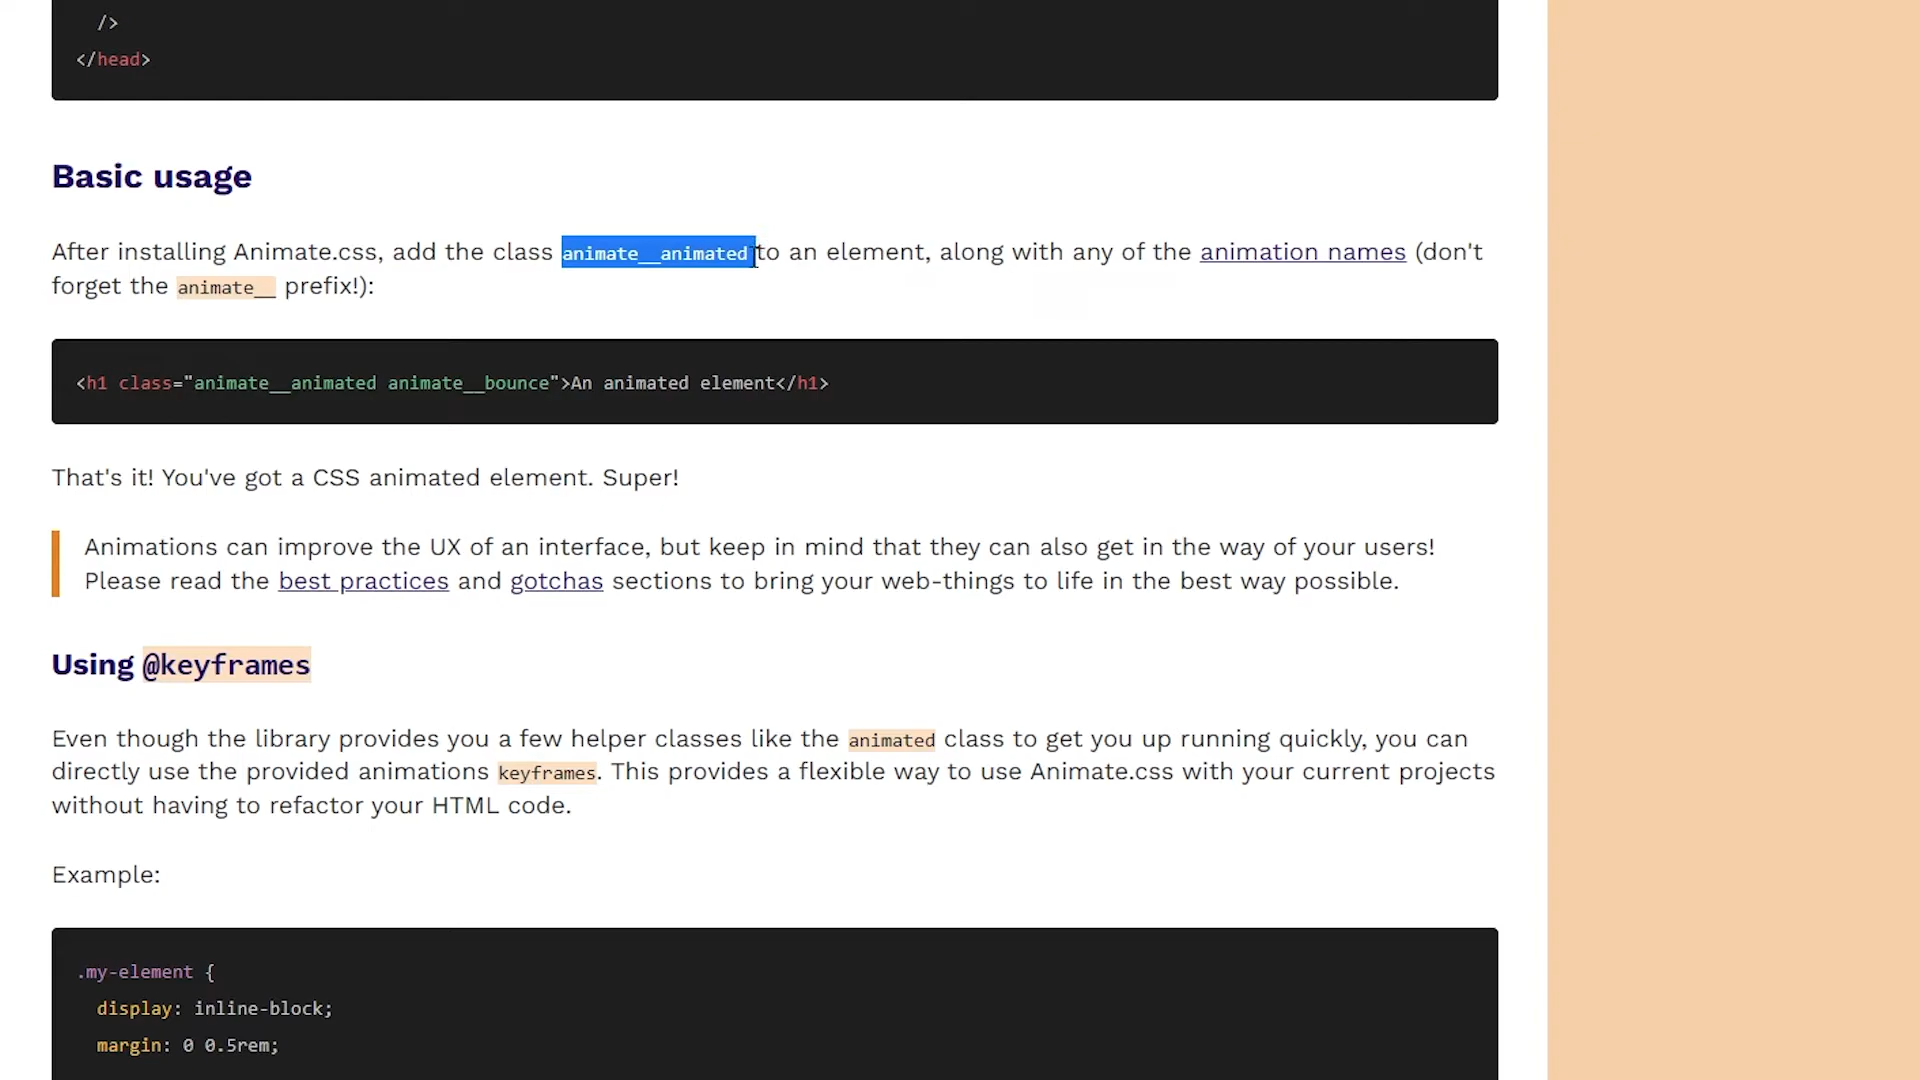 />
</head>
Basic usage
After installing Animate.css, add the class animate__animated to an element, along with any of the animation names (don't
forget the animate__ prefix!):
<h1 class="animate__animated animate__bounce">An animated element</h1>
That's it! You've got a CSS animated element. Super!
Animations can improve the UX of an interface, but keep in mind that they can also get in the way of your users!
Please read the best practices and gotchas sections to bring your web-things to life in the best way possible.
Using @keyframes
Even though the library provides you a few helper classes like the animated class to get you up running quickly, you can
directly use the provided animations keyframes. This provides a flexible way to use Animate.css with your current projects
without having to refactor your HTML code.
Example:
.my-element {
display: inline-block;
margin: 0 0.5rem;